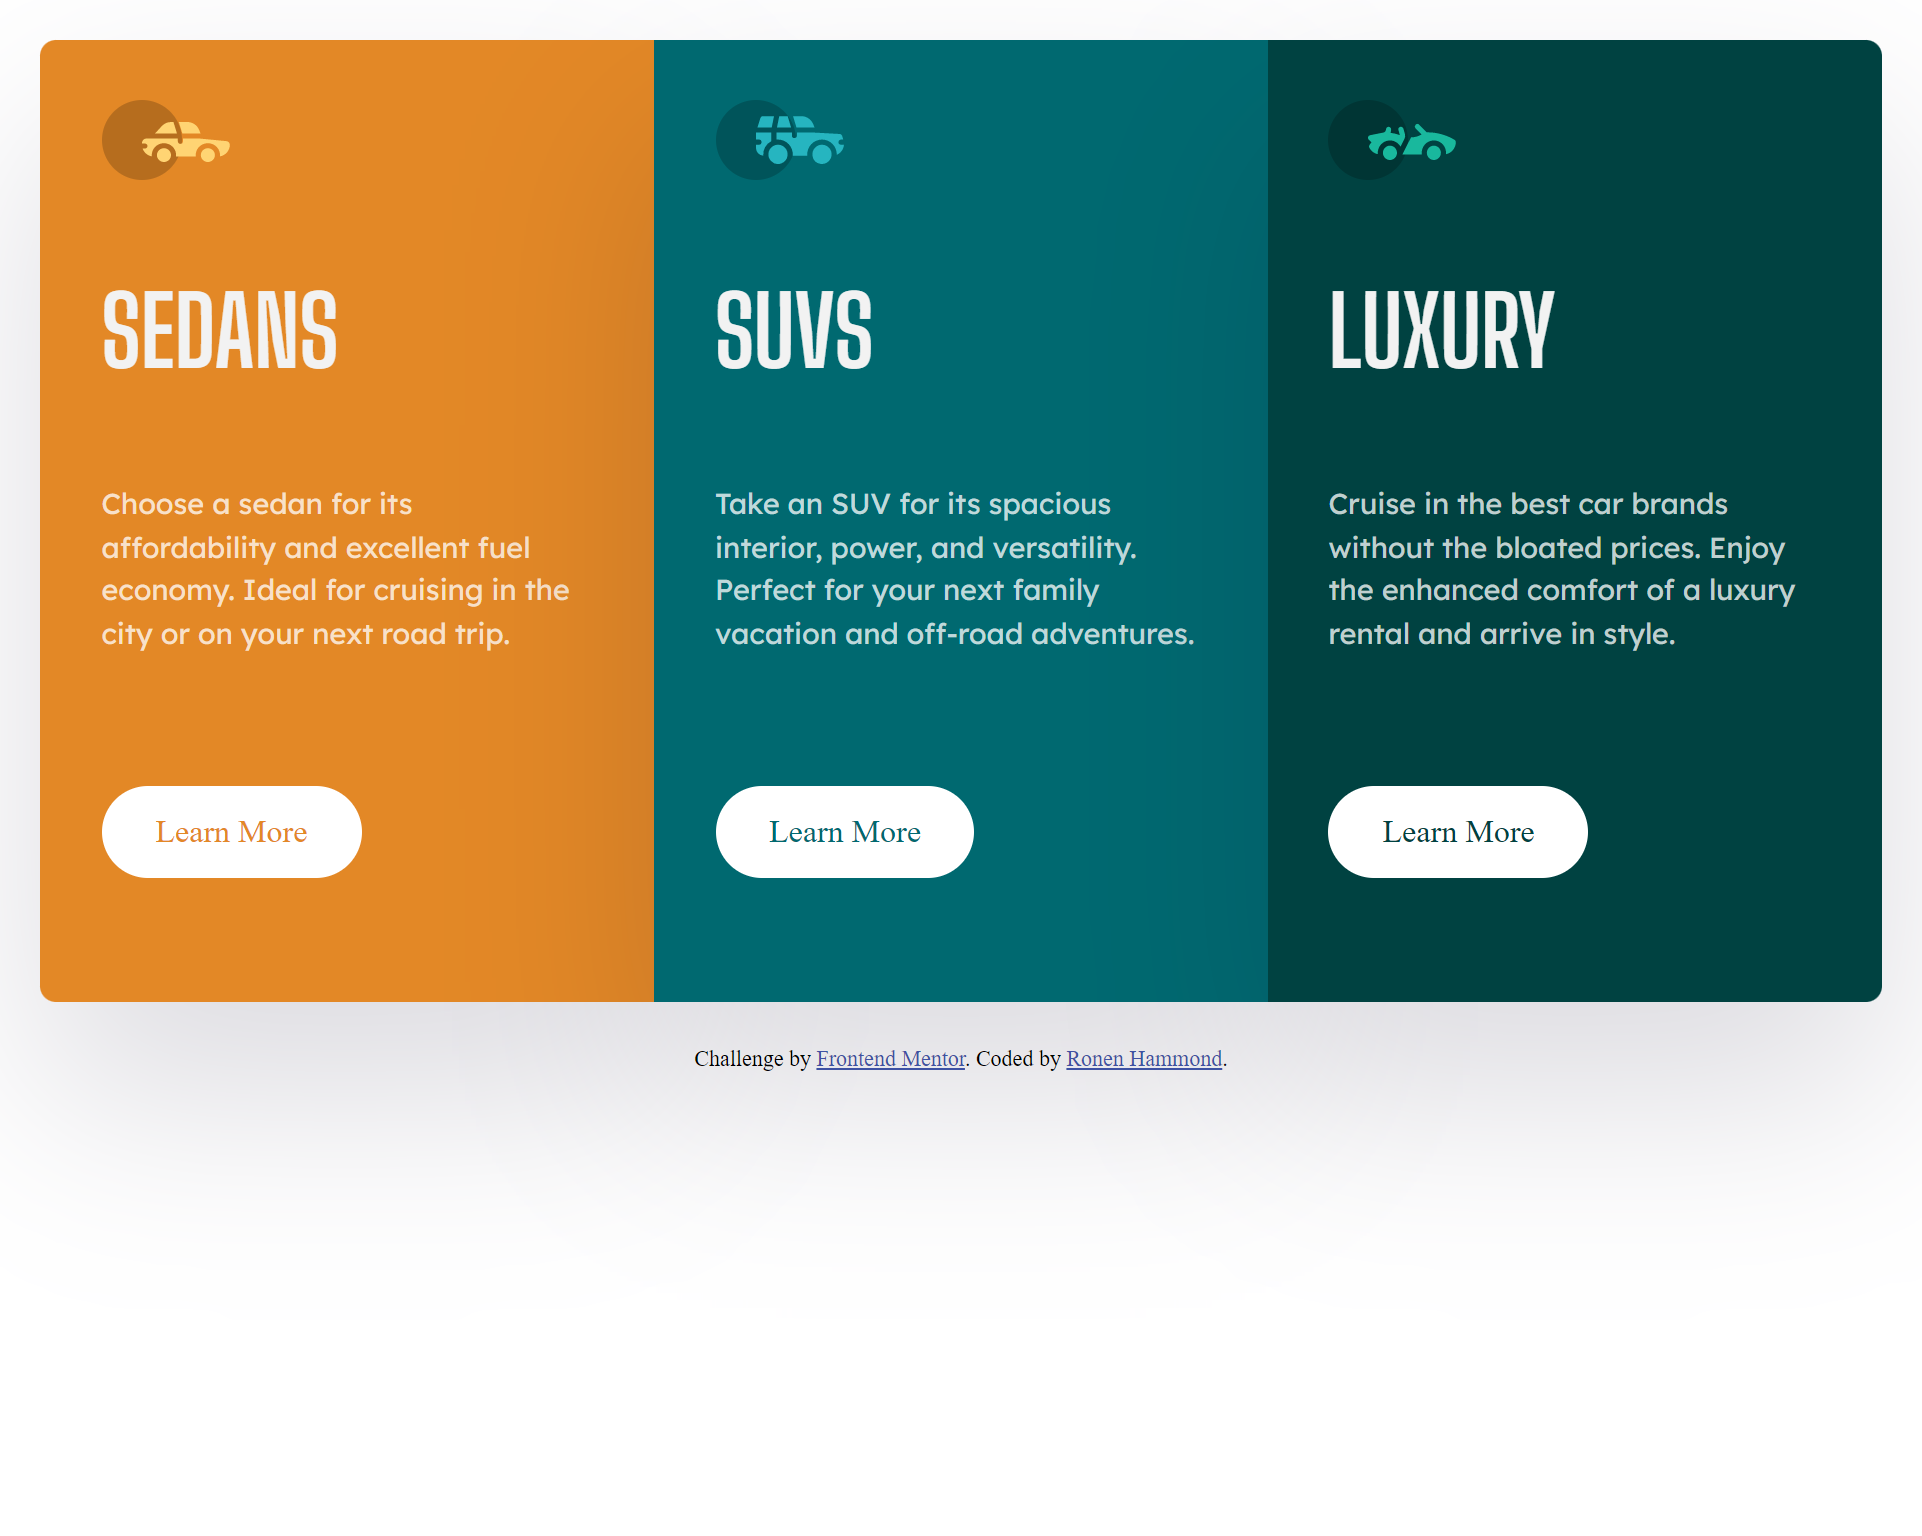 SEDANS
Choose a sedan for its
affordability and excellent fuel
economy. Ideal for cruising in the
city or on your next road trip.
Learn More
SUVS
Take an SUV for its spacious
interior, power, and versatility.
Perfect for your next family
vacation and off-road adventures.
Learn More
LUXURY
Cruise in the best car brands
without the bloated prices. Enjoy
the enhanced comfort of a luxury
rental and arrive in style.
Learn More
Challenge by Frontend Mentor. Coded by Ronen Hammond.